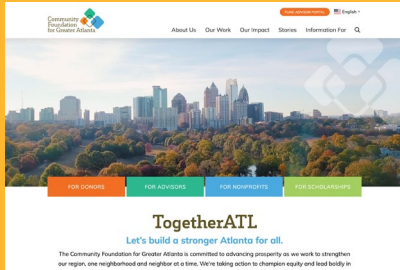 Community
Foundation
for Greater Atlanta
FUND ADVISOR PORTAL
English
About Us Our Work Our Impact Stories Information For
FOR DONORS
FOR ADVISORS
FOR NONPROFITS
FOR SCHOLARSHIPS
TogetherATL
Let's build a stronger Atlanta for all.
The Community Foundation for Greater Atlanta is committed to advancing prosperity as we work to strengthen
our region, one neighborhood and neighbor at a time. We're taking action to champion equity and lead boldly in